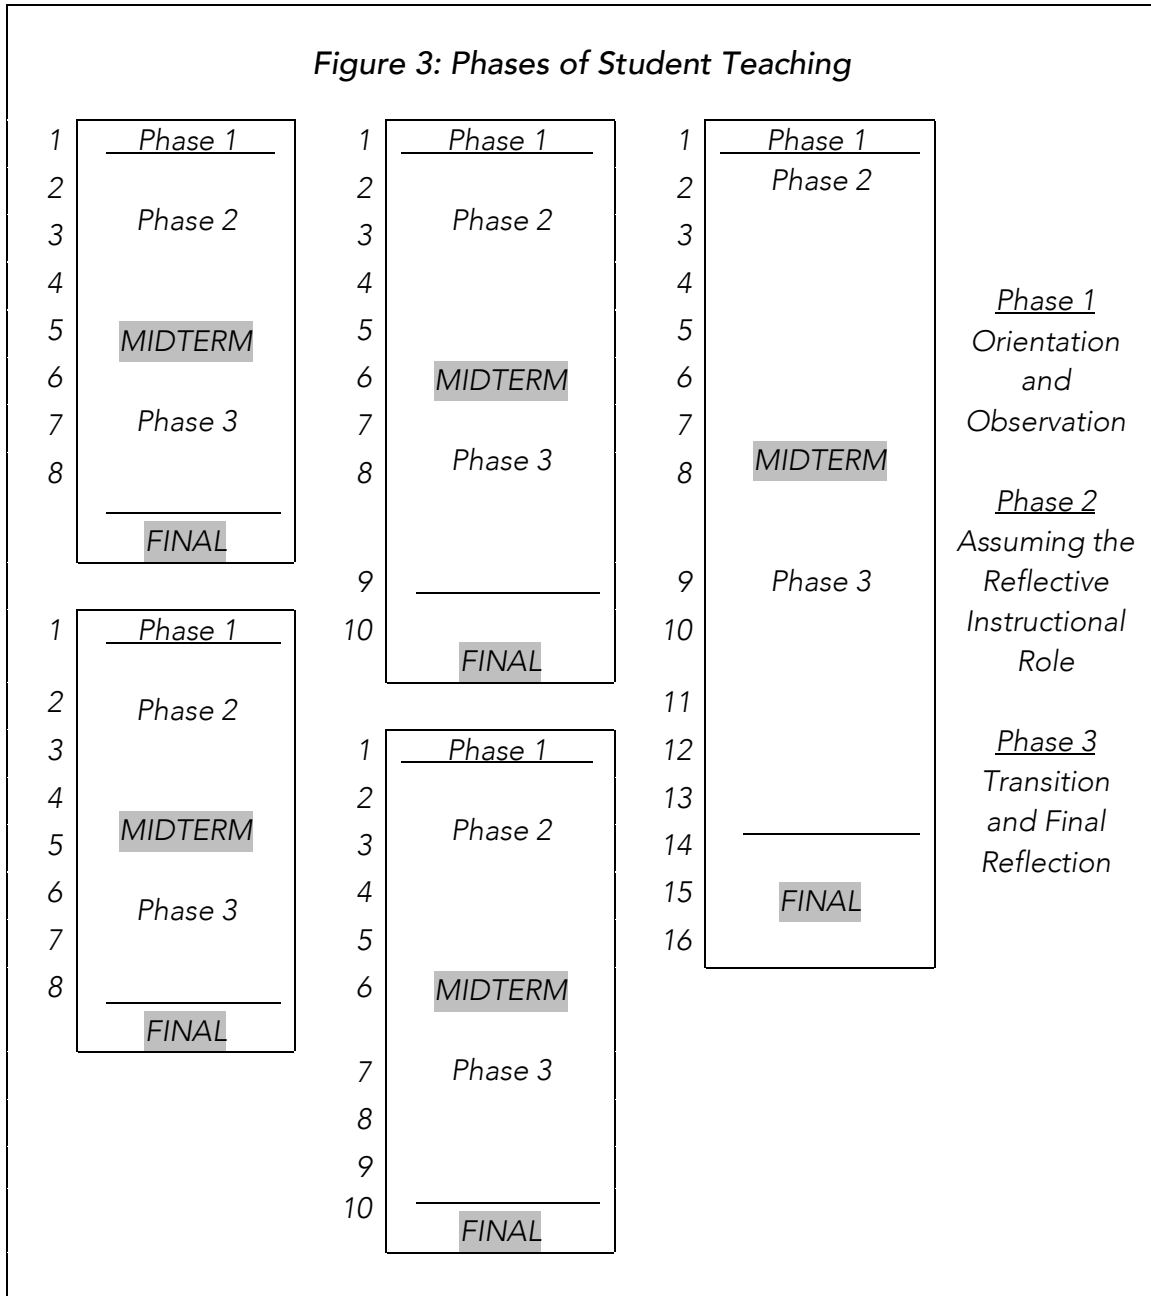 Figure 3: Phases of Student Teaching
1 Phase 1
2
Phase 2
3
4
5 MIDTERM
6
7 Phase 3
8
FINAL
1 Phase 1
2 Phase 2
3
4
MIDTERM
5
6
Phase 3
7
8
FINAL
1 Phase 1
2
Phase 2
3
4
5
6 MIDTERM
7
8 Phase 3
9
10
FINAL
1 Phase 1
2
3 Phase 2
4
5
6 MIDTERM
7 Phase 3
8
9
10
FINAL
1 Phase 1
2 Phase 2
3
4
5
6
7
8 MIDTERM
9 Phase 3
10
11
12
13
14
15 FINAL
16
Phase 1
Orientation
and
Observation
Phase 2
Assuming the
Reflective
Instructional
Role
Phase 3
Transition
and Final
Reflection